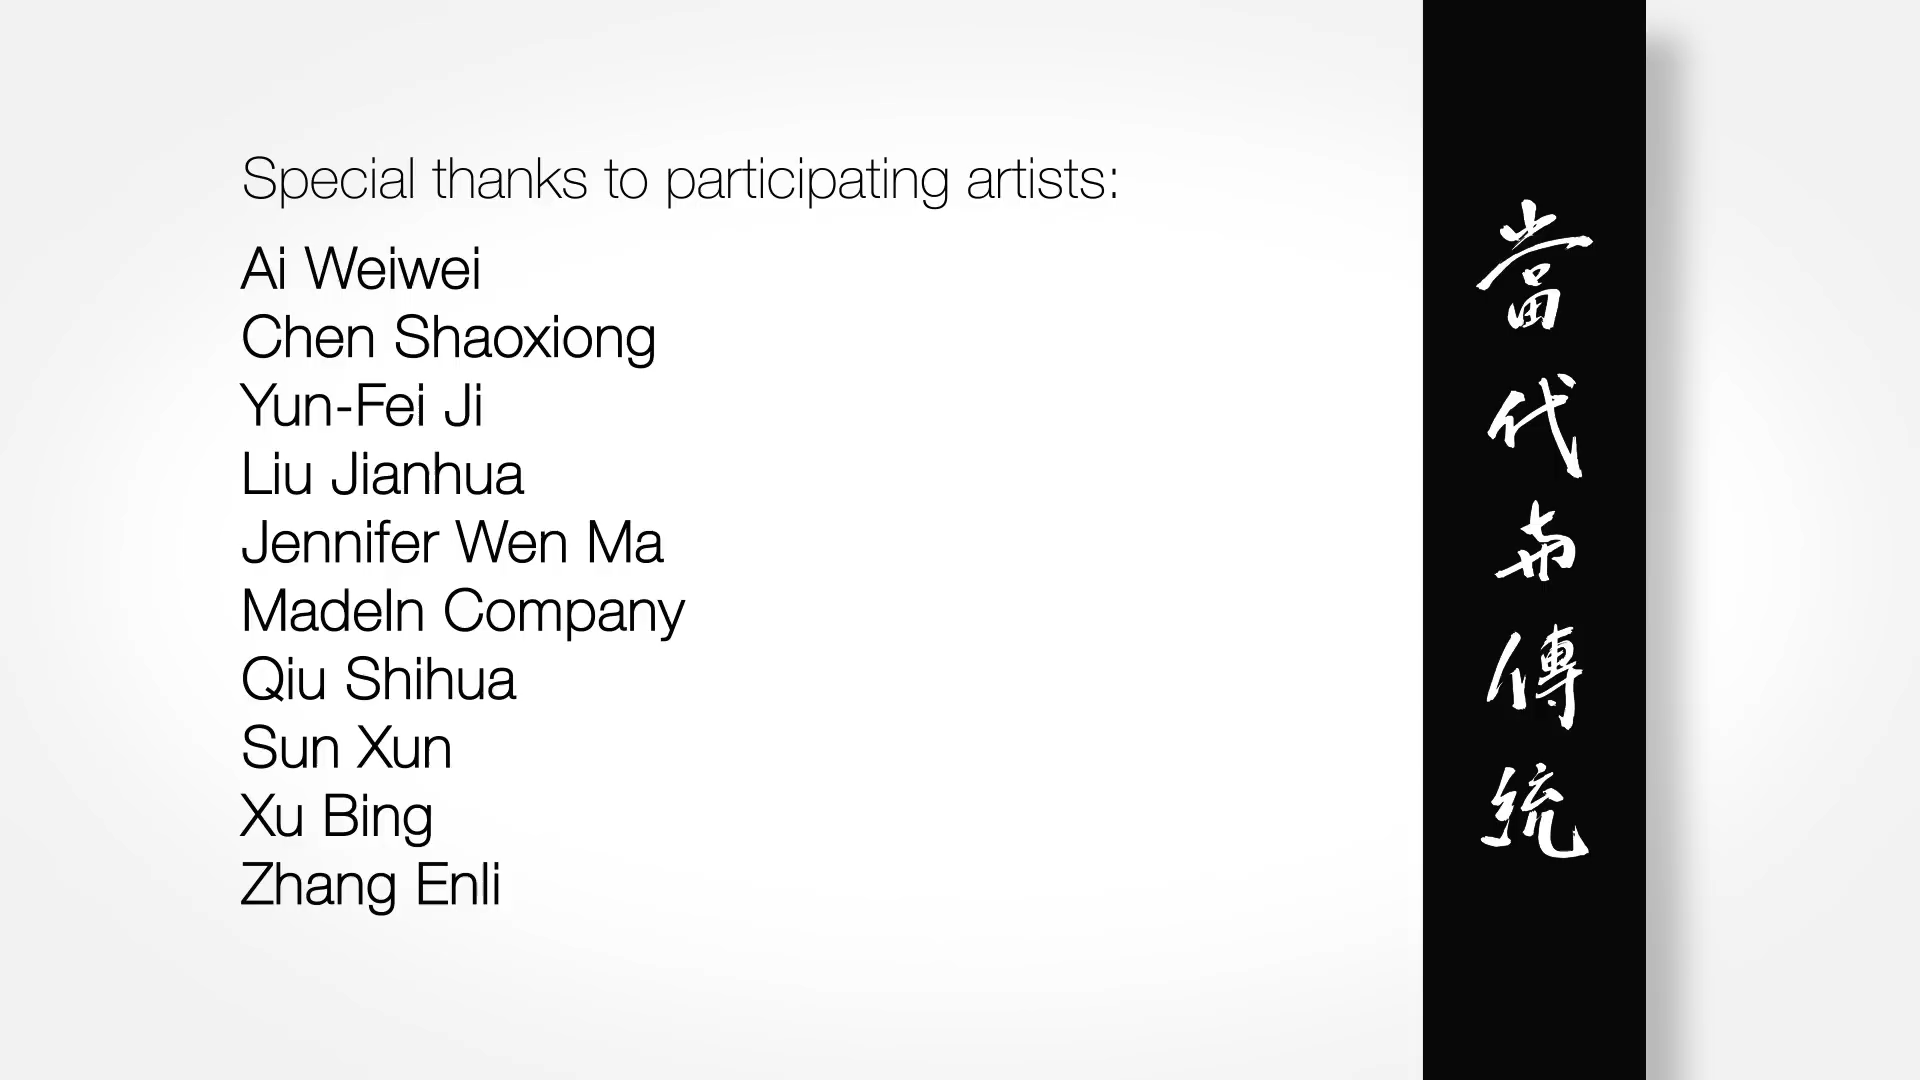 Special thanks to participating artists:
Ai Weiwei
Chen Shaoxiong
Yun-Fei Ji
Liu Jianhua
Jennifer Wen Ma
MadeIn Company
Qiu Shihua
Sun Xun
Xu Bing
Zhang Enli
當代與傳統